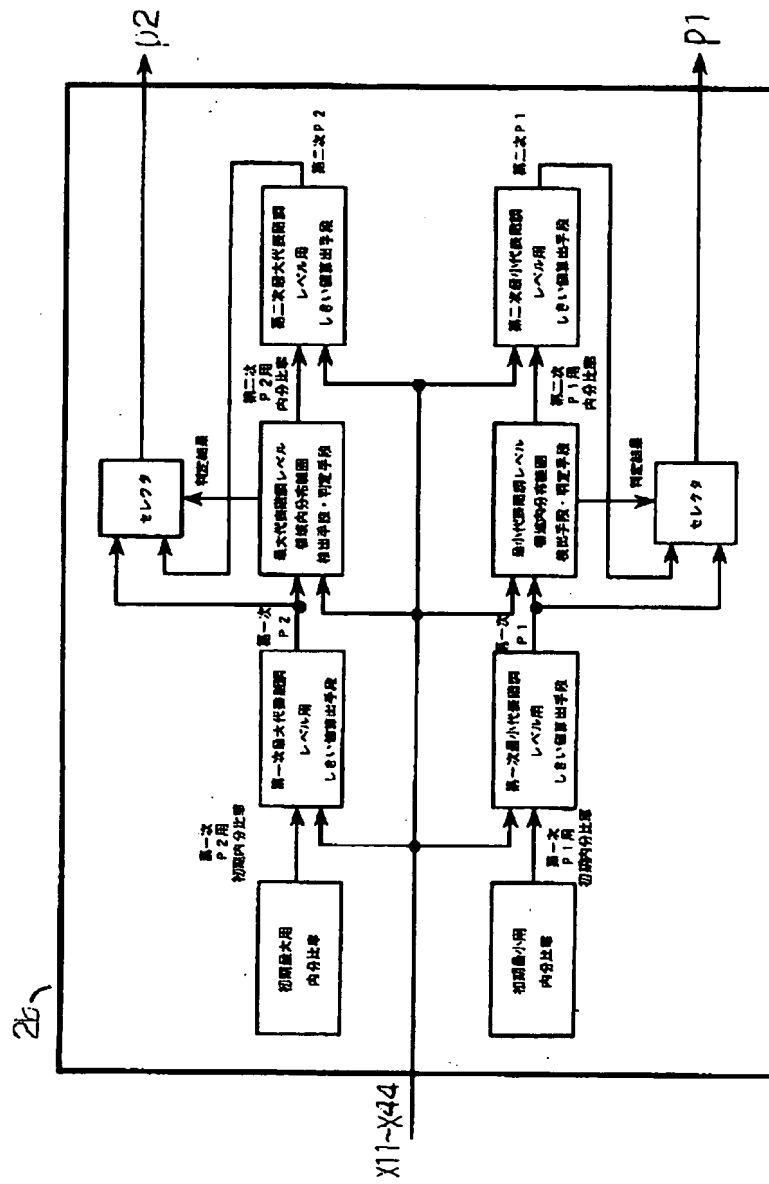 2b
X11~X44
初期最大用
内分比率
第一次
P2用
初期内分比率
第一次最大代表階調
レベル用
しきい値算出手段
第一次
P2
最大代表階調レベル
領域内分布範囲
検出手段・判定手段
判定結果
セレクタ
第二次
P2用
内分比率
第二次最大代表階調
レベル用
しきい値算出手段
第二次P2
P2
初期最小用
内分比率
第一次
P1用
初期内分比率
第一次最小代表階調
レベル用
しきい値算出手段
第一次
P1
最小代表階調レベル
領域内分布範囲
検出手段・判定手段
判定結果
セレクタ
第二次
P1用
内分比率
第二次最小代表階調
レベル用
しきい値算出手段
第二次P1
P1